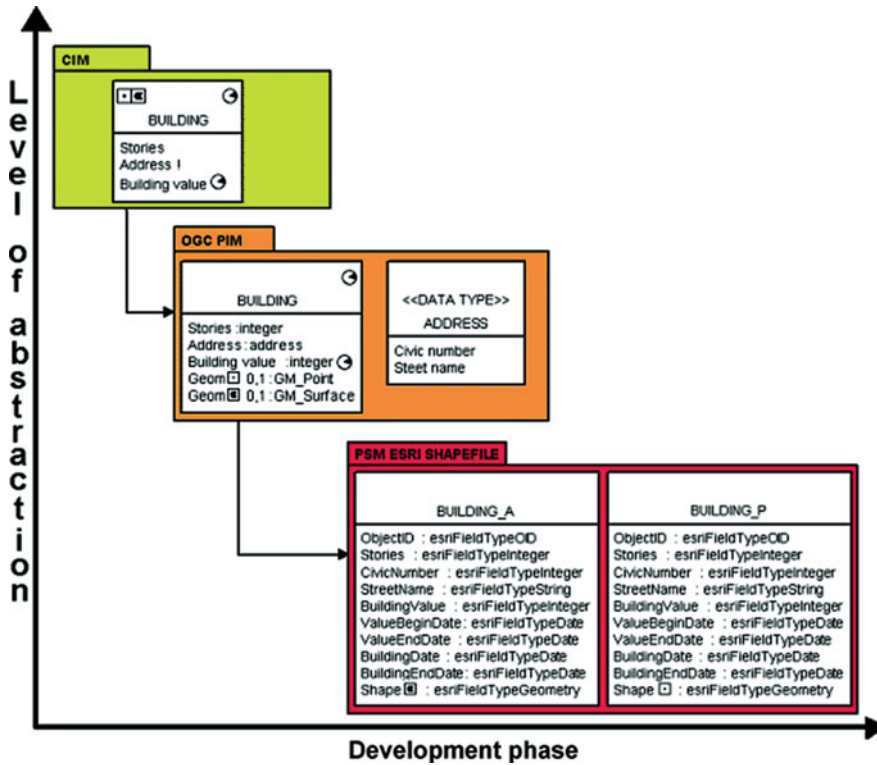 Level of abstraction
CIM
BUILDING
Stories
Address !
Building value
OGC PIM
BUILDING
Stories :integer
Address : address
Building value :integer
Geom 0,1 : GM_Point
Geom 0,1 : GM_Surface
<<DATA TYPE>>
ADDRESS
Civic number
Steet name
PSM ESRI SHAPEFILE
BUILDING_A
ObjectID : esriFieldTypeOID
Stories : esriFieldTypeInteger
CivicNumber : esriFieldTypeInteger
StreetName : esriFieldTypeString
BuildingValue : esriFieldTypeInteger
ValueBeginDate : esriFieldTypeDate
ValueEndDate : esriFieldTypeDate
BuildingDate : esriFieldTypeDate
BuildingEndDate : esriFieldTypeDate
Shape : esriFieldTypeGeometry
BUILDING_P
ObjectID : esriFieldTypeOID
Stories : esriFieldTypeInteger
CivicNumber : esriFieldTypeInteger
StreetName : esriFieldTypeString
BuildingValue : esriFieldTypeInteger
ValueBeginDate : esriFieldTypeDate
ValueEndDate : esriFieldTypeDate
BuildingDate : esriFieldTypeDate
BuildingEndDate : esriFieldTypeDate
Shape : esriFieldTypeGeometry
Development phase